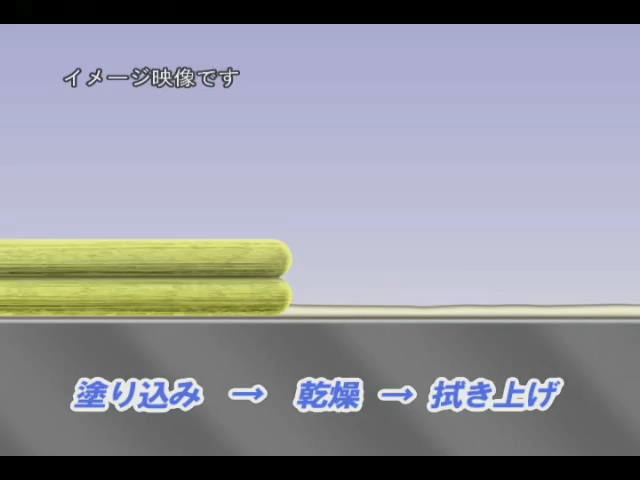 イメージ映像です
塗り込み → 乾燥 → 拭き上げ